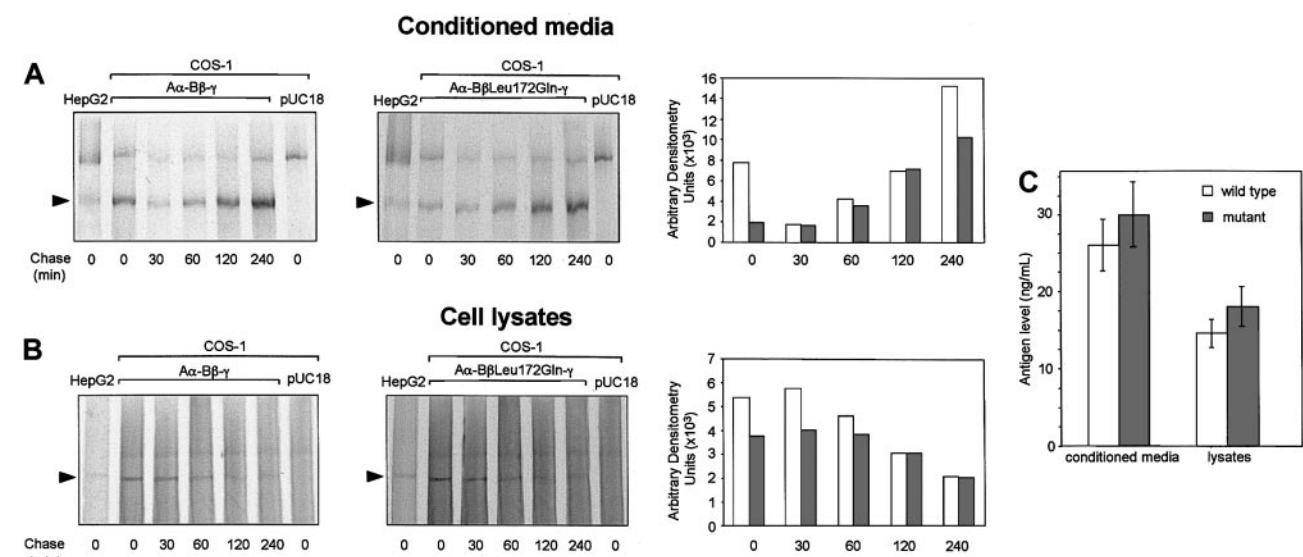 Conditioned media
A
COS-1
HepG2 Aα-Bβ-γ pUC18
Chase (min) 0 0 30 60 120 240 0
COS-1
HepG2 Aα-BβLeu172Gln-γ pUC18
0 0 30 60 120 240 0
Arbitrary Densitometry
Units (x10³)
16
14
12
10
8
6
4
2
0
0 30 60 120 240
Cell lysates
B
COS-1
HepG2 Aα-Bβ-γ pUC18
Chase 0 0 30 60 120 240 0
COS-1
HepG2 Aα-BβLeu172Gln-γ pUC18
0 0 30 60 120 240 0
Arbitrary Densitometry
Units (x10³)
7
6
5
4
3
2
1
0
0 30 60 120 240
C
wild type
mutant
Antigen level (ng/mL)
30
20
10
0
conditioned media lysates